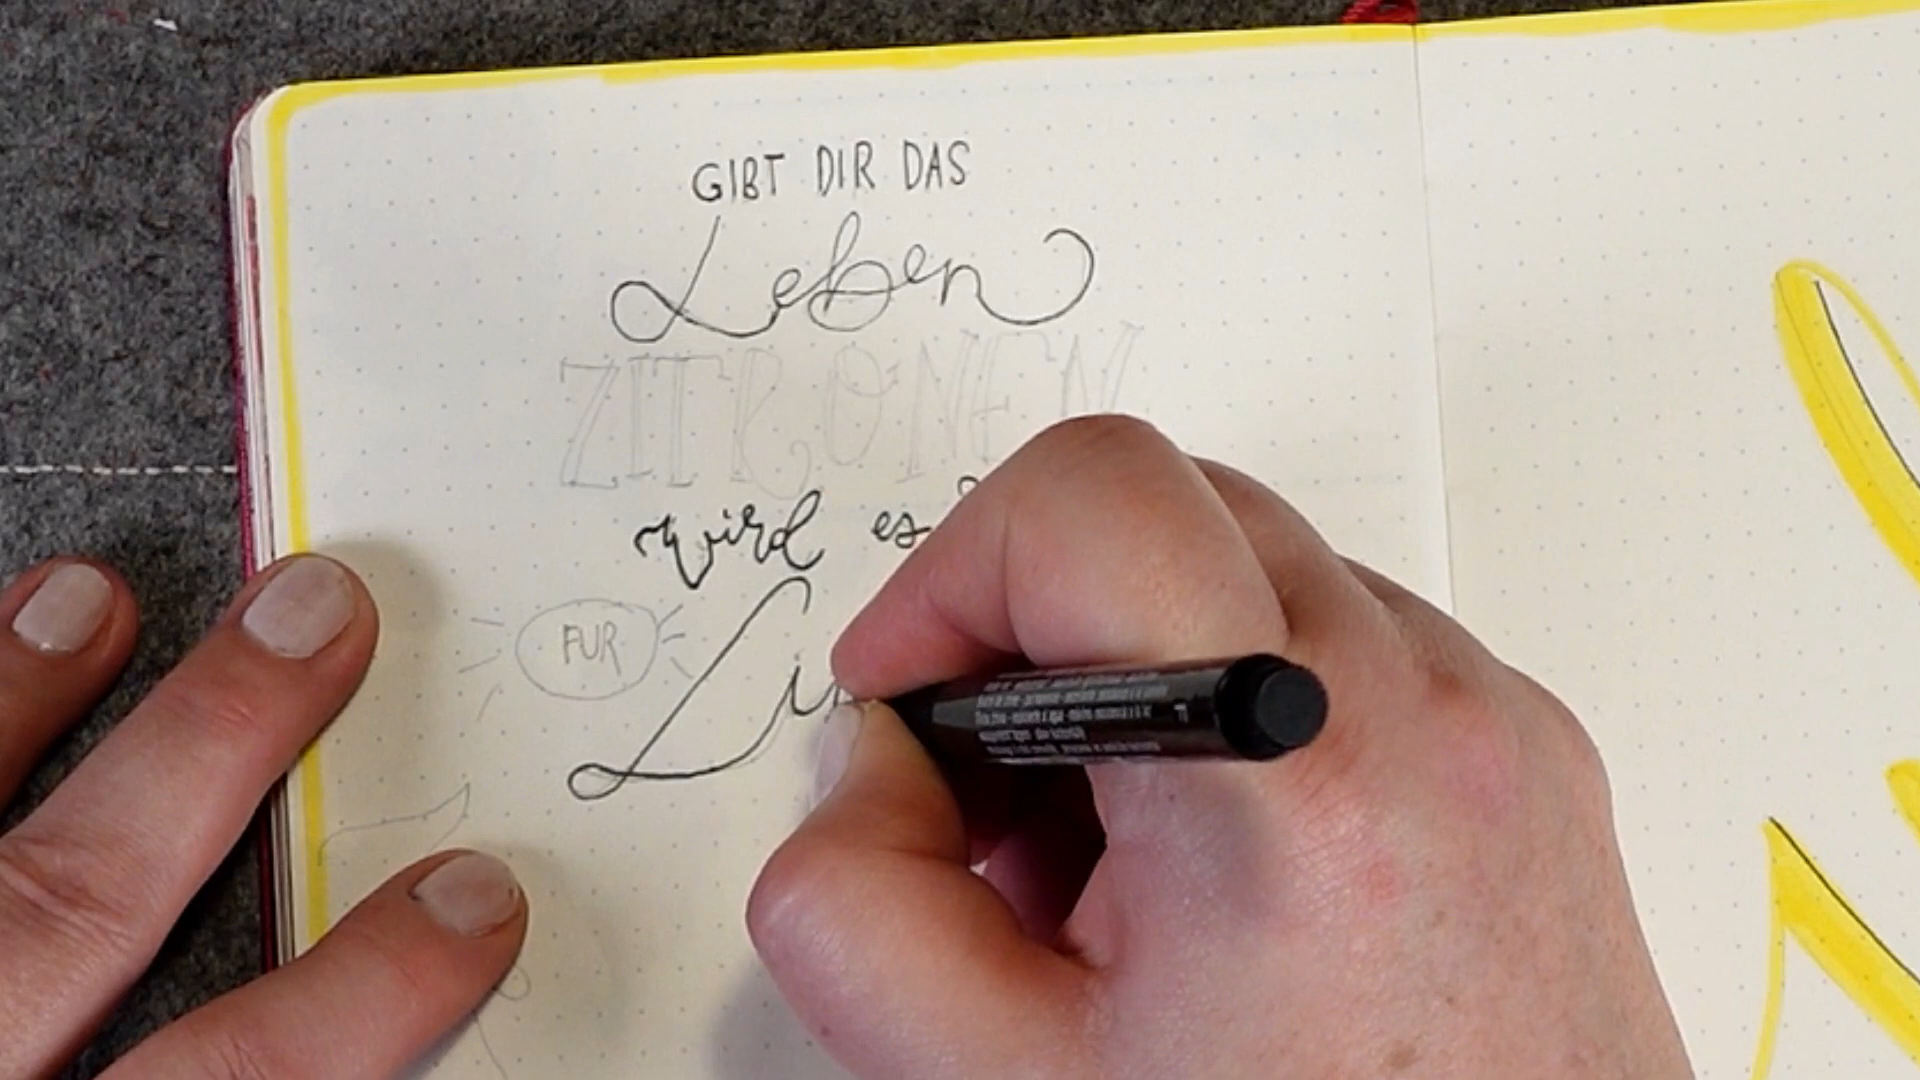 GIBT DIR DAS
Leben
ZITRONEN
wird es
FUR